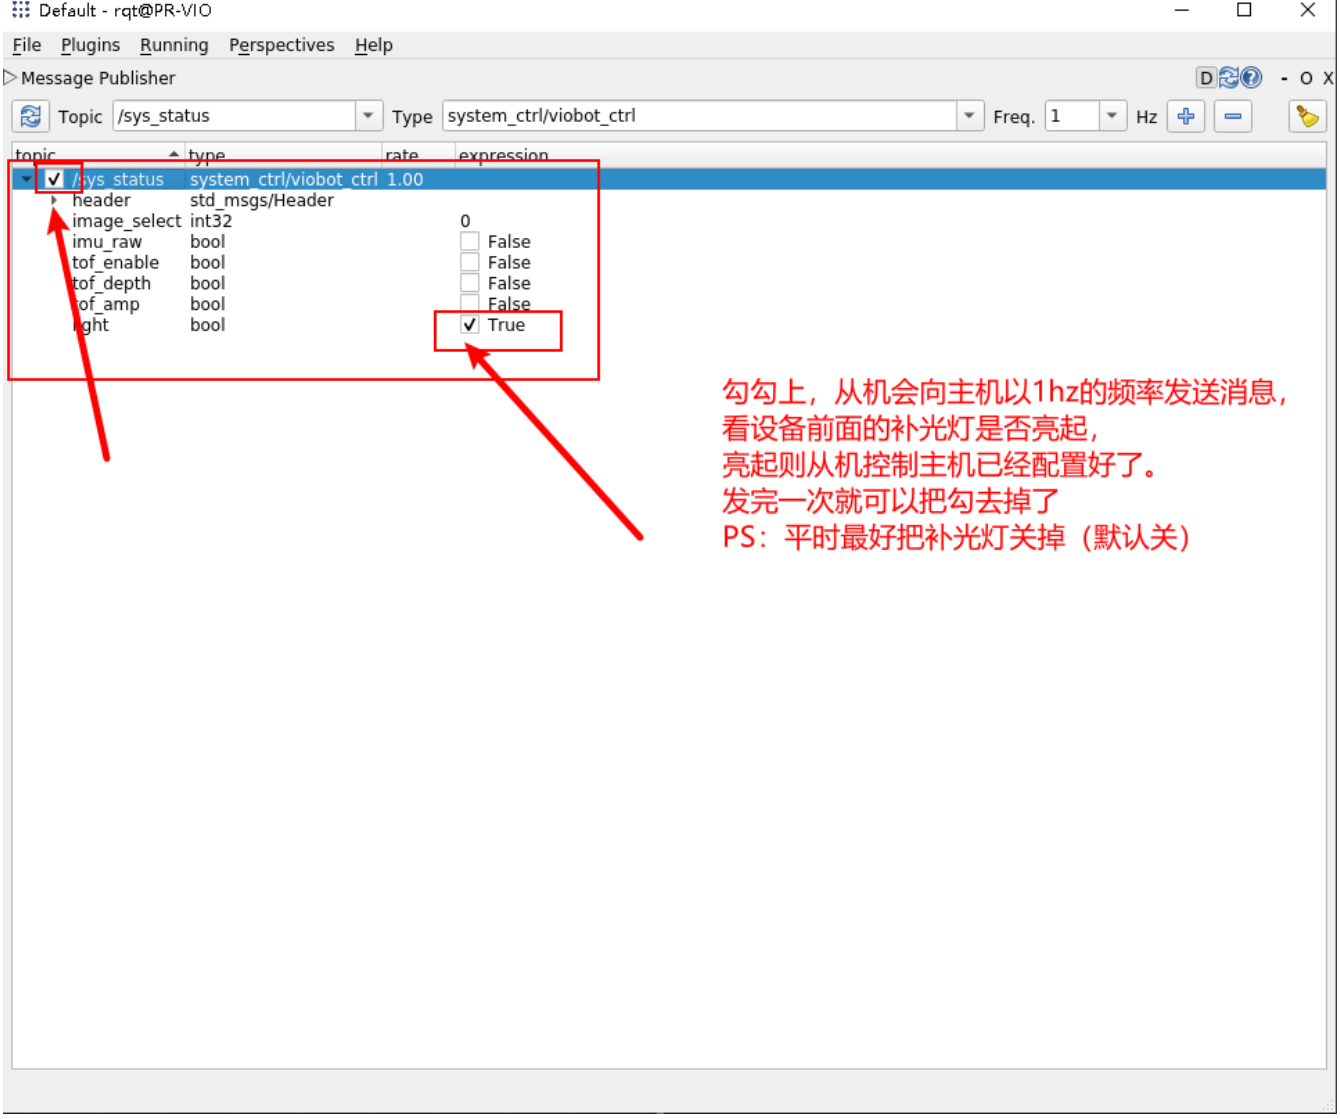 Default - rqt@PR-VIO
File Plugins Running Perspectives Help
Message Publisher D - O X
Topic /sys_status Type system_ctrl/viobot_ctrl Freq. 1 Hz
topic type rate expression
/sys_status system_ctrl/viobot_ctrl 1.00
header std_msgs/Header
image_select int32 0
imu_raw bool False
tof_enable bool False
tof_depth bool False
tof_amp bool False
light bool True
勾勾上，从机会向主机以1hz的频率发送消息，
看设备前面的补光灯是否亮起，
亮起则从机控制主机已经配置好了。
发完一次就可以把勾去掉了
PS：平时最好把补光灯关掉（默认关）